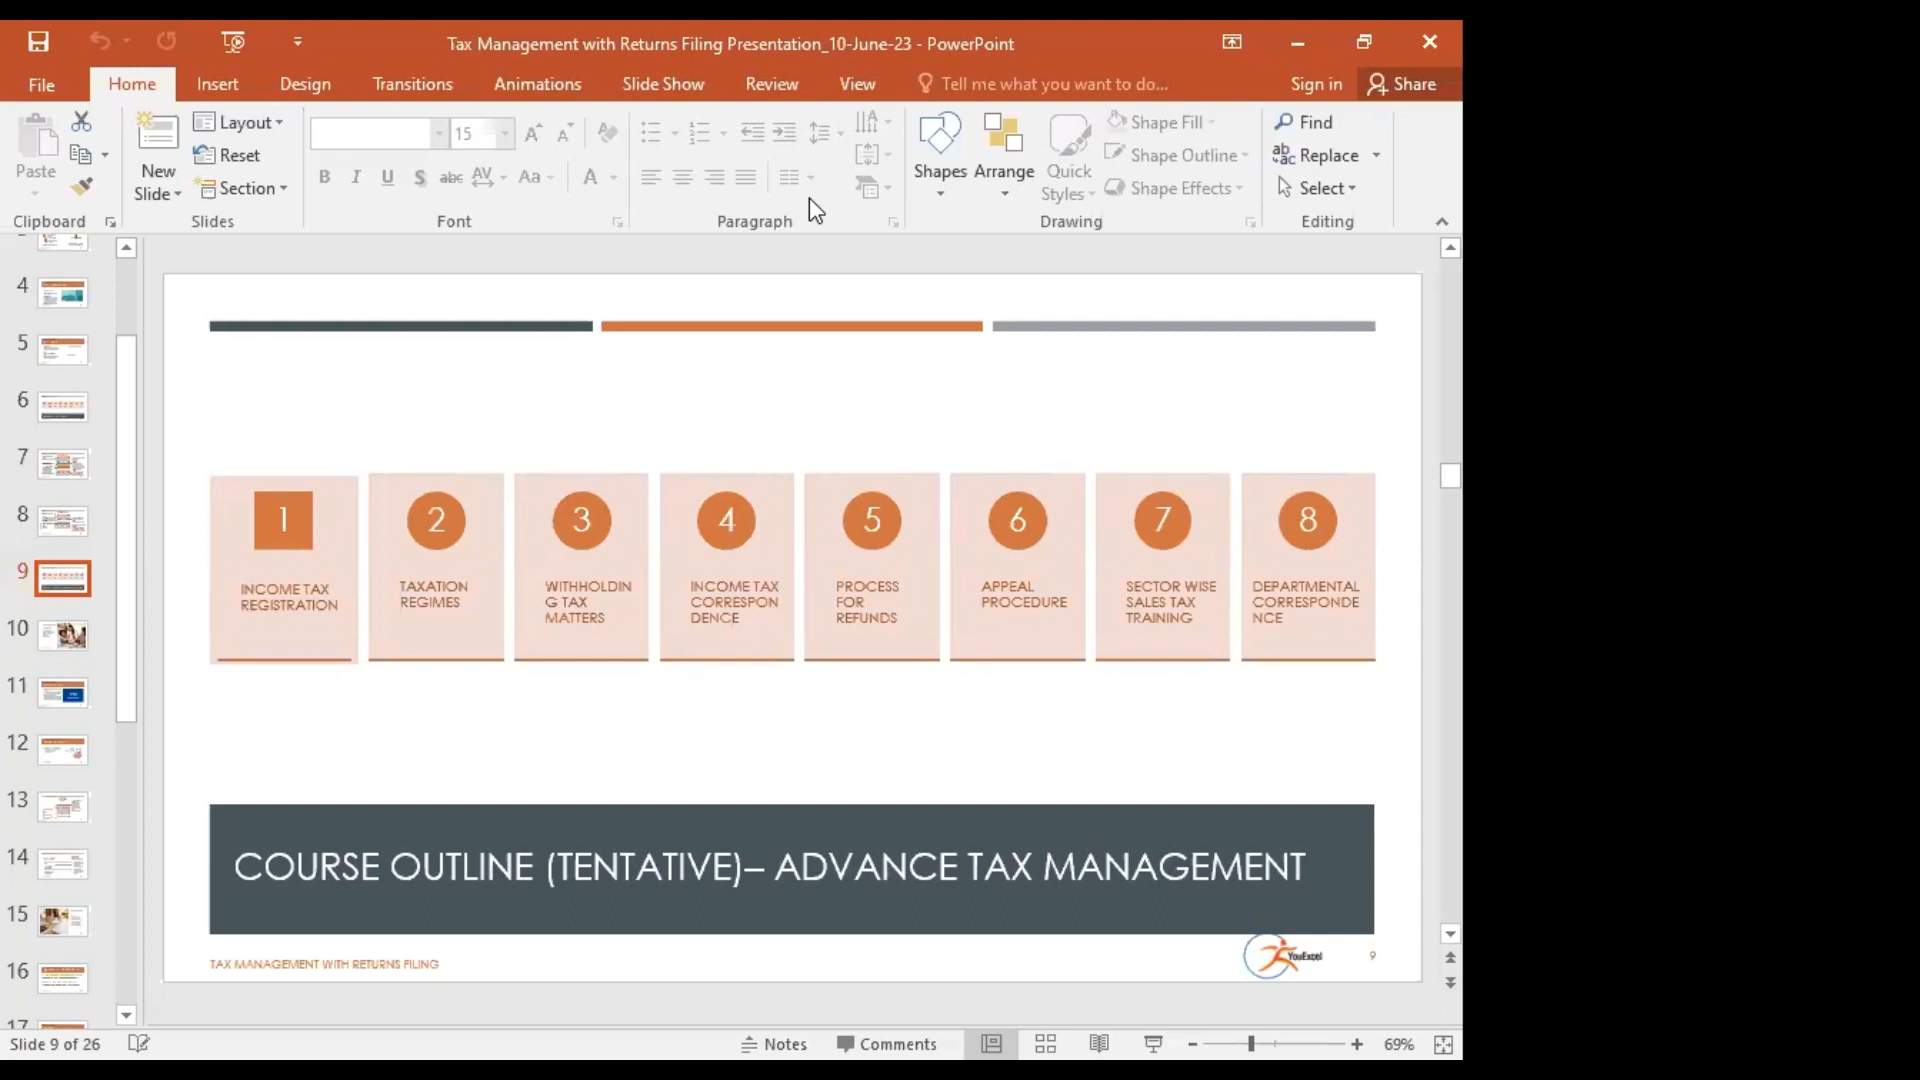 Tax Management with Returns Filing Presentation_10-June-23 - PowerPoint
File Home Insert Design Transitions Animations Slide Show Review View Tell me what you want to do... Sign in Share
Paste
New
Slide
Layout
Reset
Section
15
B I U S abc AV Aa A
Shapes
Arrange
Quick
Styles
Shape Fill
Shape Outline
Shape Effects
Find
Replace
Select
Clipboard Slides Font Paragraph Drawing Editing
4
5
6
7
8
9
10
11
12
13
14
15
16
17
1
INCOME TAX
REGISTRATION
2
TAXATION
REGIMES
3
WITHHOLDIN
G TAX
MATTERS
4
INCOME TAX
CORRESPON
DENCE
5
PROCESS
FOR
REFUNDS
6
APPEAL
PROCEDURE
7
SECTOR WISE
SALES TAX
TRAINING
8
DEPARTMENTAL
CORRESPONDE
NCE
COURSE OUTLINE (TENTATIVE)– ADVANCE TAX MANAGEMENT
TAX MANAGEMENT WITH RETURNS FILING
YouExcel
9
Slide 9 of 26 Notes Comments 69%